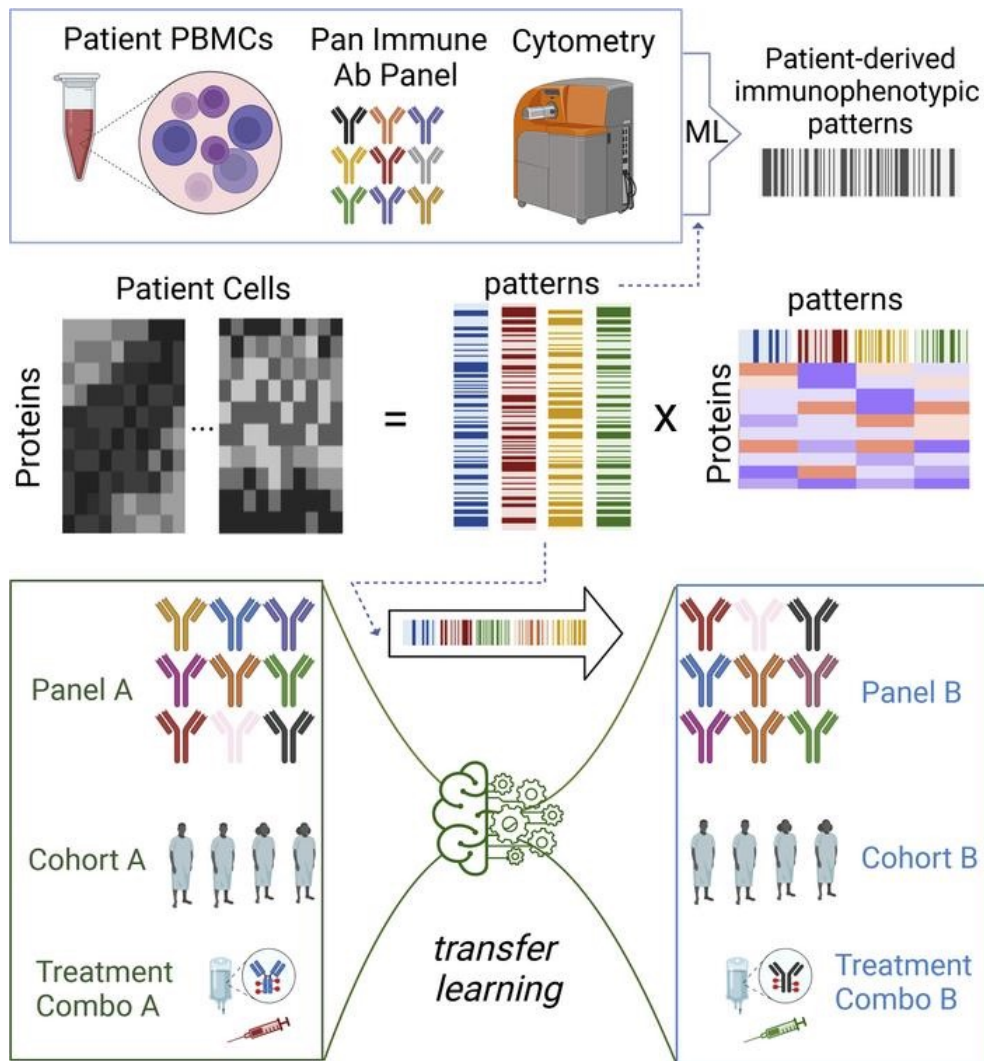 Patient PBMCs
Pan Immune
Ab Panel
Cytometry
ML
Patient-derived
immunophenotypic
patterns
Patient Cells
Proteins
...
=
patterns
X
patterns
Proteins
Panel A
Cohort A
Treatment
Combo A
transfer
learning
Panel B
Cohort B
Treatment
Combo B